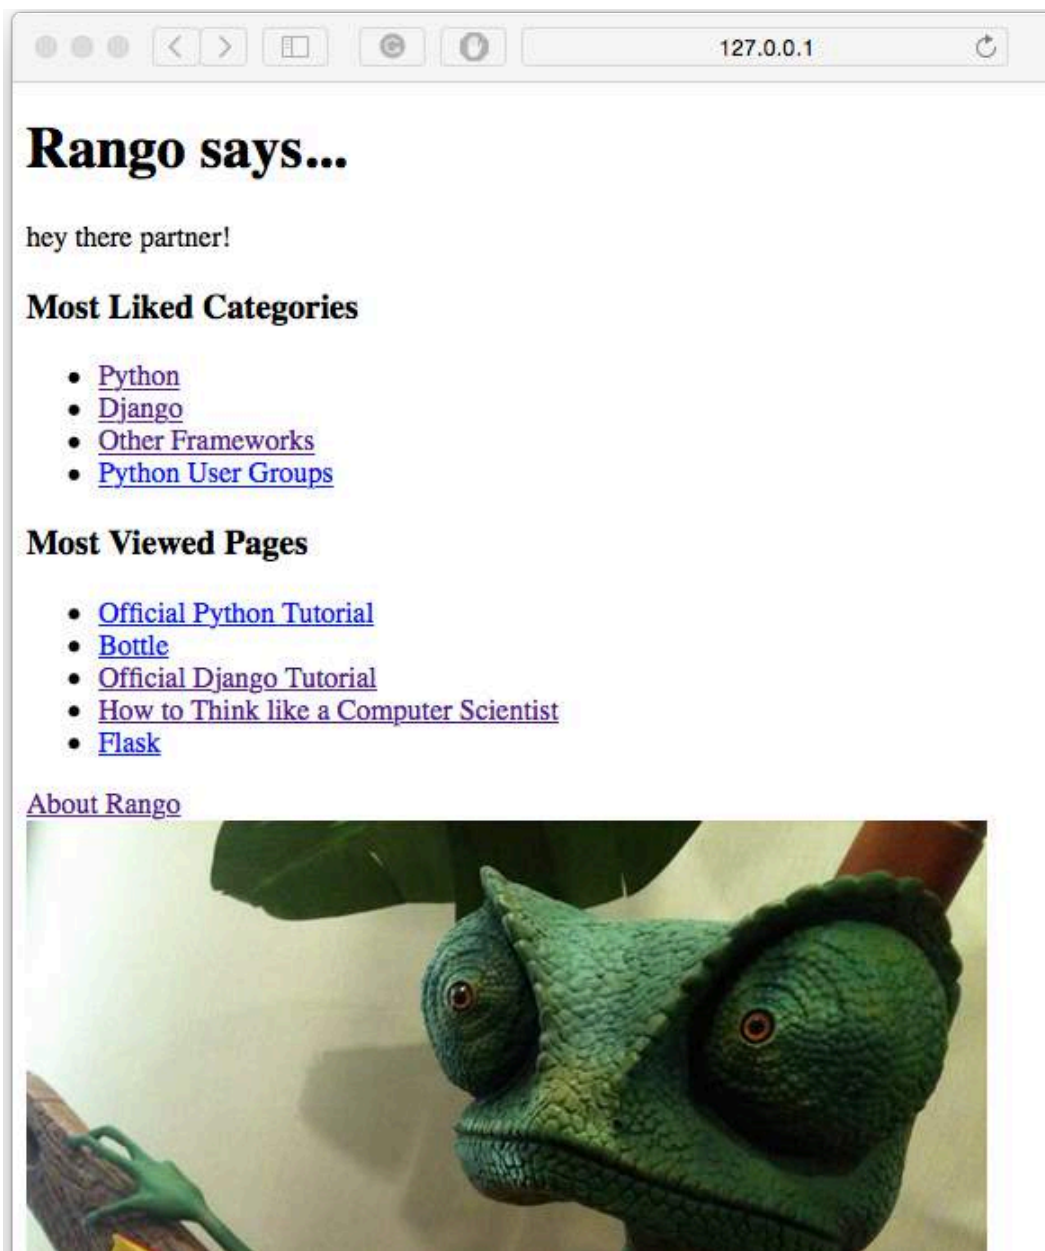 127.0.0.1
Rango says...
hey there partner!
Most Liked Categories
Python
Django
Other Frameworks
Python User Groups
Most Viewed Pages
Official Python Tutorial
Bottle
Official Django Tutorial
How to Think like a Computer Scientist
Flask
About Rango